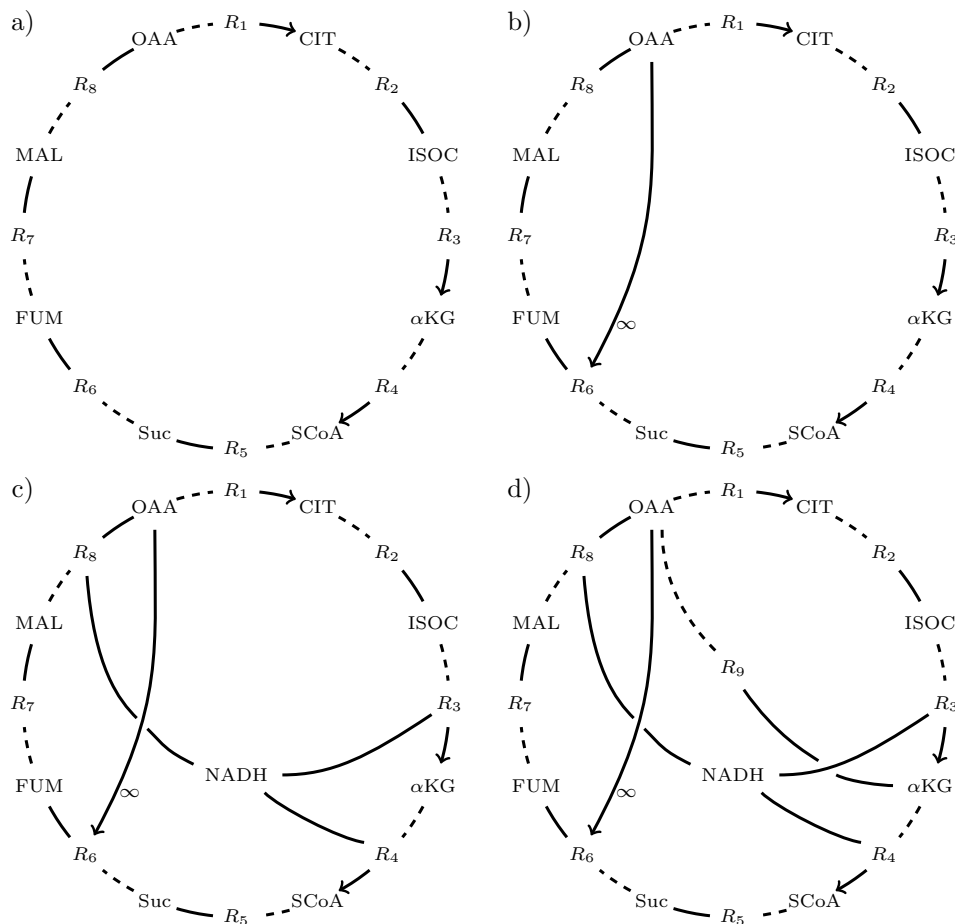 a)
OAA R₁ CIT
R₈ R₂
MAL ISOC
R₇ R₃
FUM αKG
R₆ R₄
Suc R₅ SCoA
b)
OAA R₁ CIT
R₈ R₂
MAL ISOC
R₇ R₃
FUM ∞ αKG
R₆ R₄
Suc R₅ SCoA
c)
OAA R₁ CIT
R₈ R₂
MAL ISOC
R₇ R₃
NADH
FUM ∞ αKG
R₆ R₄
Suc R₅ SCoA
d)
OAA R₁ CIT
R₈ R₂
MAL ISOC
R₉
R₇ R₃
NADH
FUM ∞ αKG
R₆ R₄
Suc R₅ SCoA